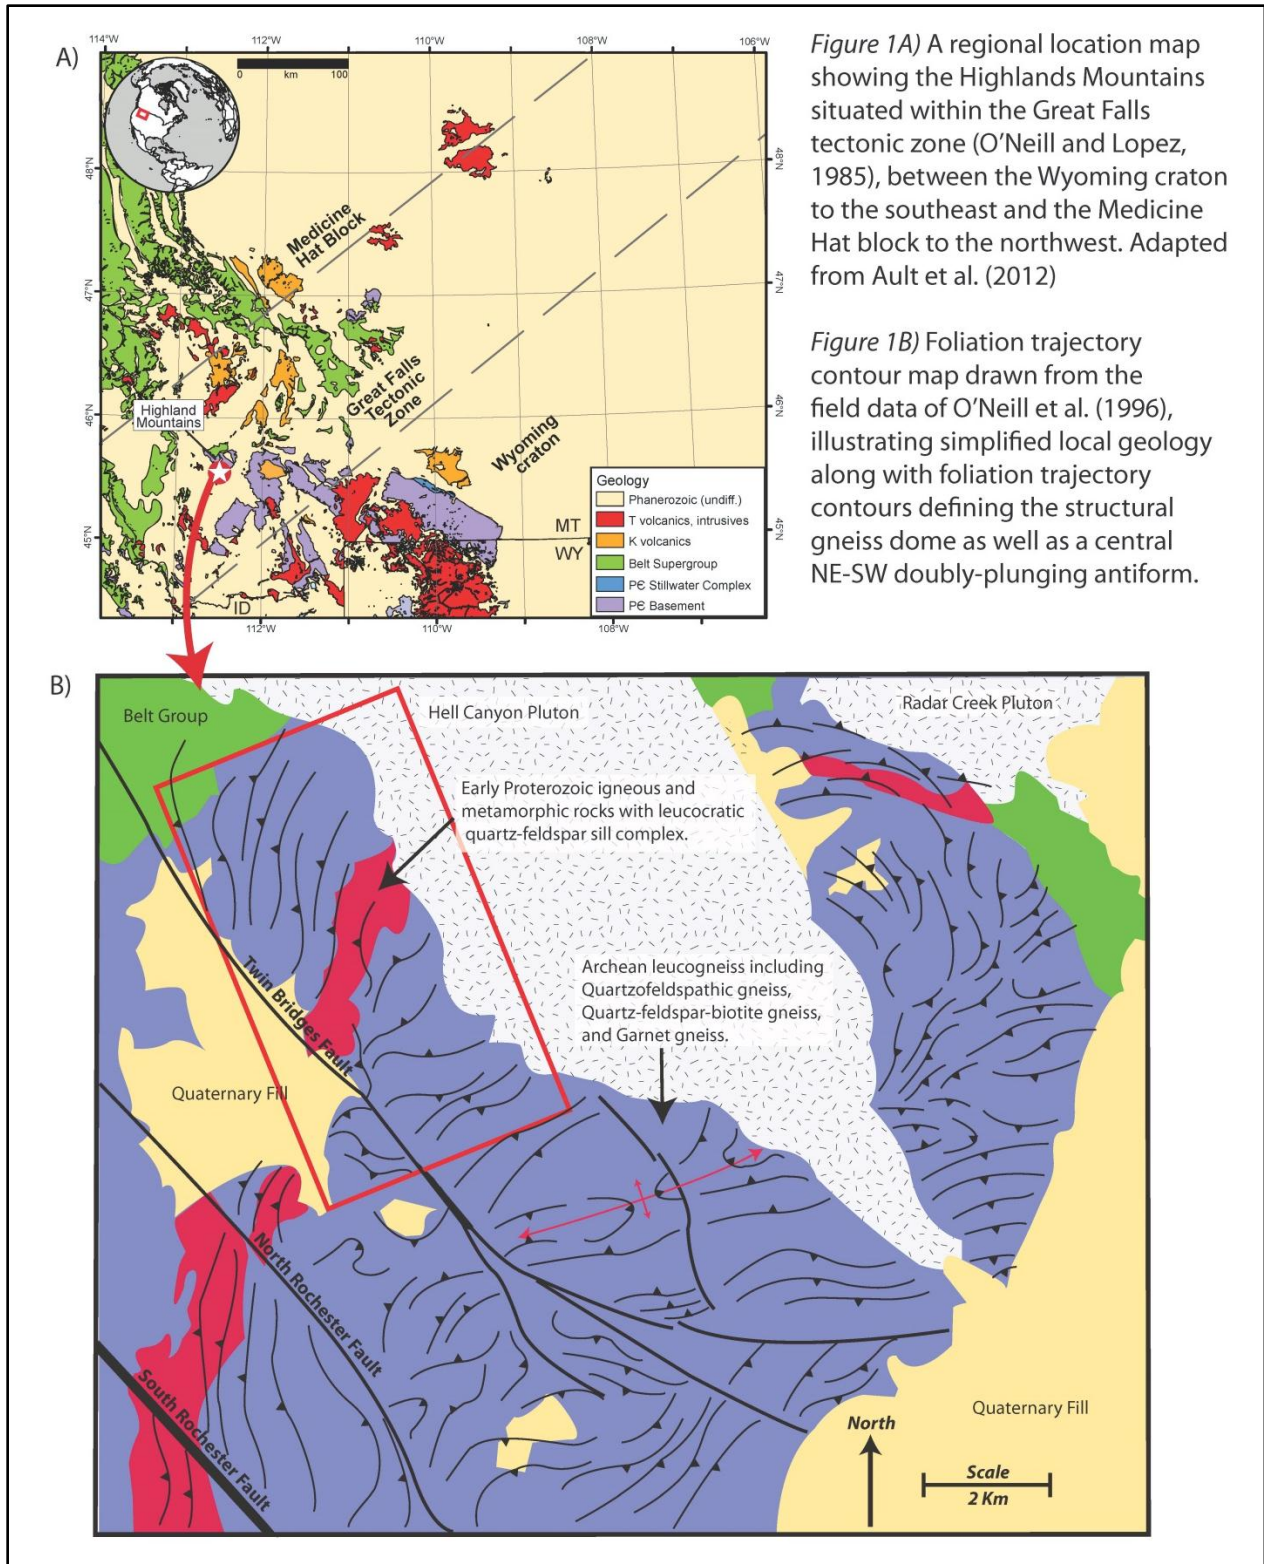 A)
114°W
112°W
110°W
108°W
106°W
0 km 100
48°N
47°N
46°N
45°N
48°N
47°N
46°N
45°N
Medicine
Hat Block
Great Falls
Tectonic
Zone
Wyoming
craton
Highland
Mountains
MT
WY
ID
Geology
Phanerozoic (undiff.)
T volcanics, intrusives
K volcanics
Belt Supergroup
PЄ Stillwater Complex
PЄ Basement
112°W
110°W
108°W
Figure 1A) A regional location map
showing the Highlands Mountains
situated within the Great Falls
tectonic zone (O’Neill and Lopez,
1985), between the Wyoming craton
to the southeast and the Medicine
Hat block to the northwest. Adapted
from Ault et al. (2012)
Figure 1B) Foliation trajectory
contour map drawn from the
field data of O’Neill et al. (1996),
illustrating simplified local geology
along with foliation trajectory
contours defining the structural
gneiss dome as well as a central
NE-SW doubly-plunging antiform.
B)
Belt Group
Hell Canyon Pluton
Radar Creek Pluton
Early Proterozoic igneous and
metamorphic rocks with leucocratic
quartz-feldspar sill complex.
Archean leucogneiss including
Quartzofeldspathic gneiss,
Quartz-feldspar-biotite gneiss,
and Garnet gneiss.
Twin Bridges Fault
Quaternary Fill
North Rochester Fault
South Rochester Fault
Quaternary Fill
North
Scale
2 Km